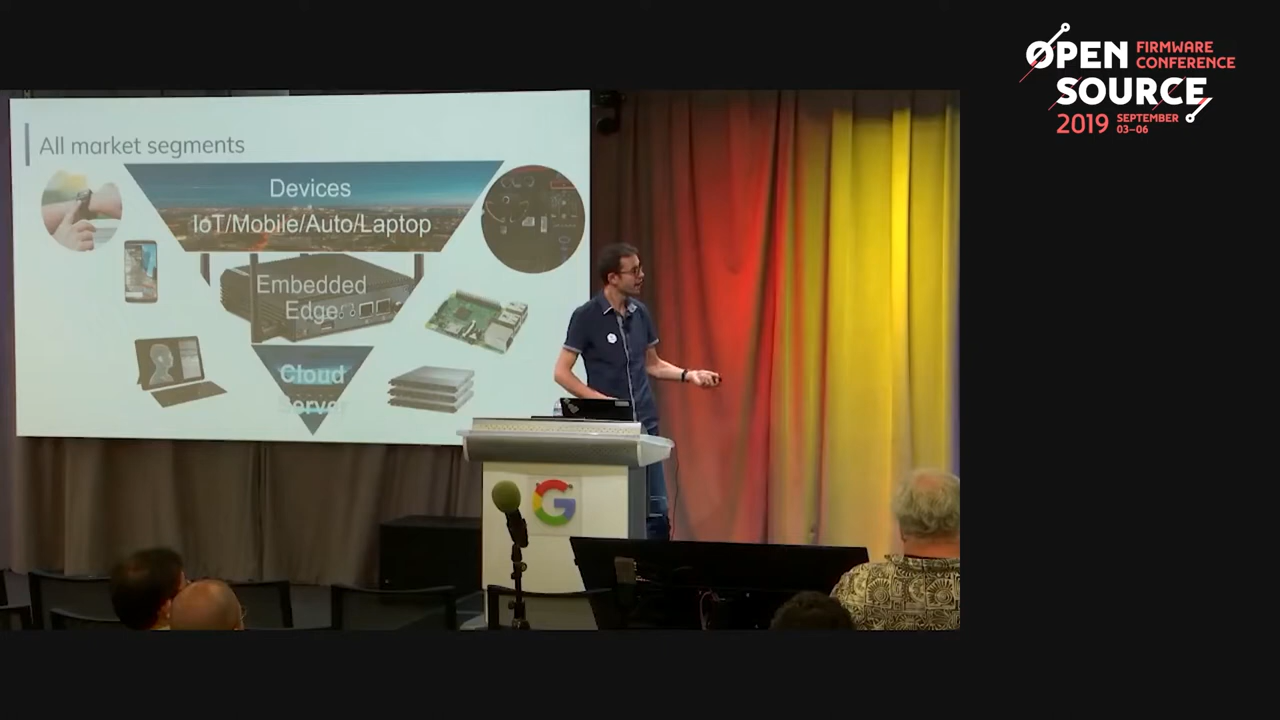 All market segments
Devices
IoT/Mobile/Auto/Laptop
Embedded
Edge
Cloud
Server
OPEN FIRMWARE
CONFERENCE
SOURCE
2019 SEPTEMBER
03–06
G